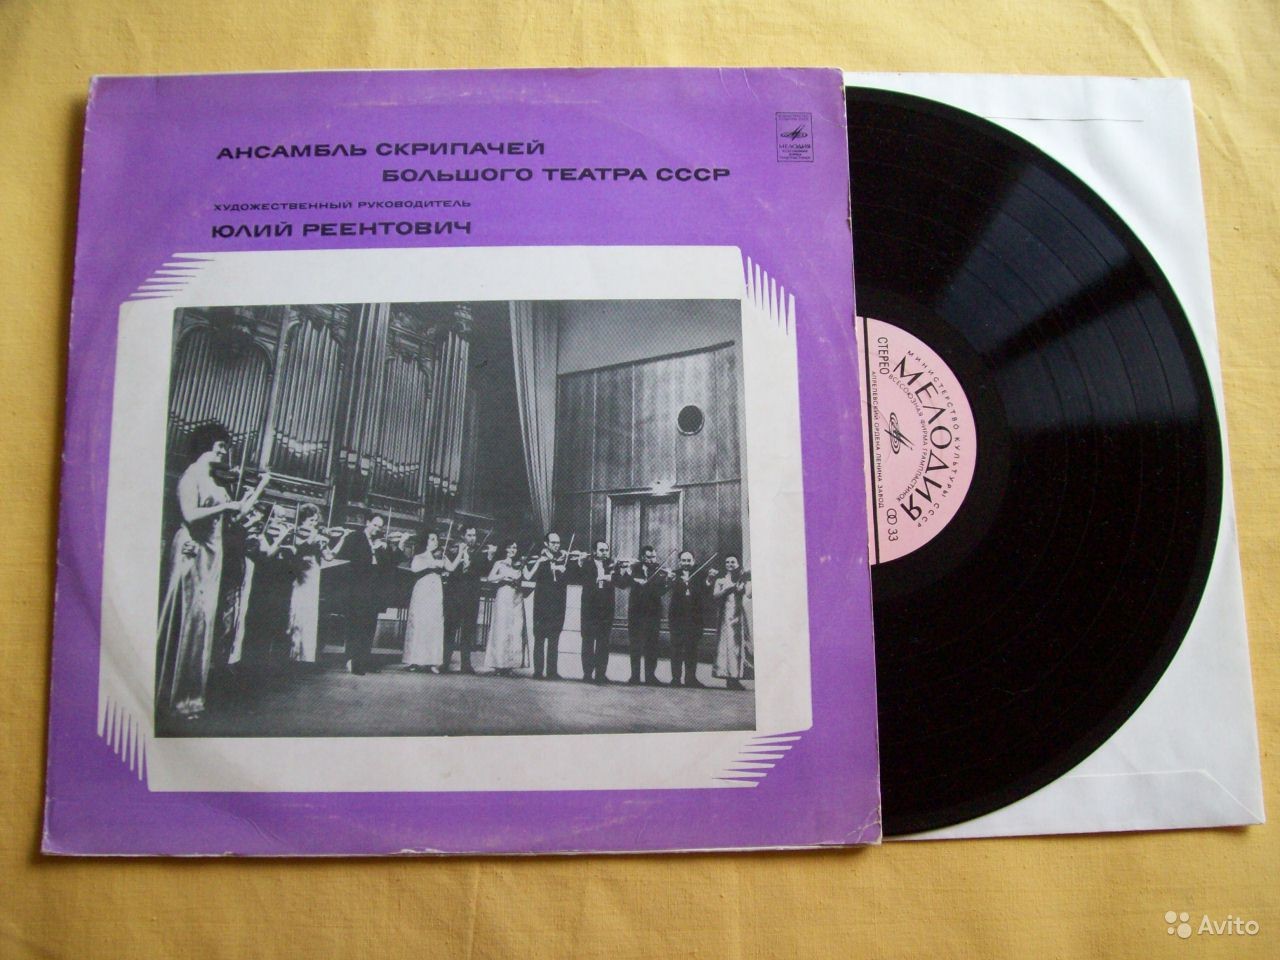 АНСАМБЛЬ СКРИПАЧЕЙ
БОЛЬШОГО ТЕАТРА СССР
ХУДОЖЕСТВЕННЫЙ РУКОВОДИТЕЛЬ
ЮЛИЙ РЕЕНТОВИЧ
МЕЛОДИЯ
МИНИСТЕРСТВО КУЛЬТУРЫ СССР
МЕЛОДИЯ
ВСЕСОЮЗНАЯ ФИРМА ГРАМПЛАСТИНОК
АПРЕЛЕВСКИЙ ОРДЕНА ЛЕНИНА ЗАВОД
СТЕРЕО
33
Avito